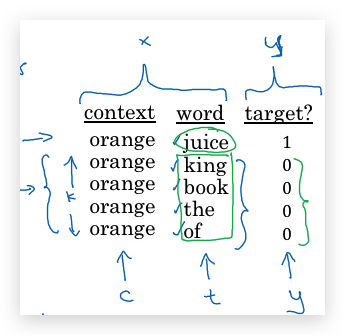 x y
context word target?
orange juice 1
orange king 0
orange book 0
orange the 0
orange of 0
k
c t y